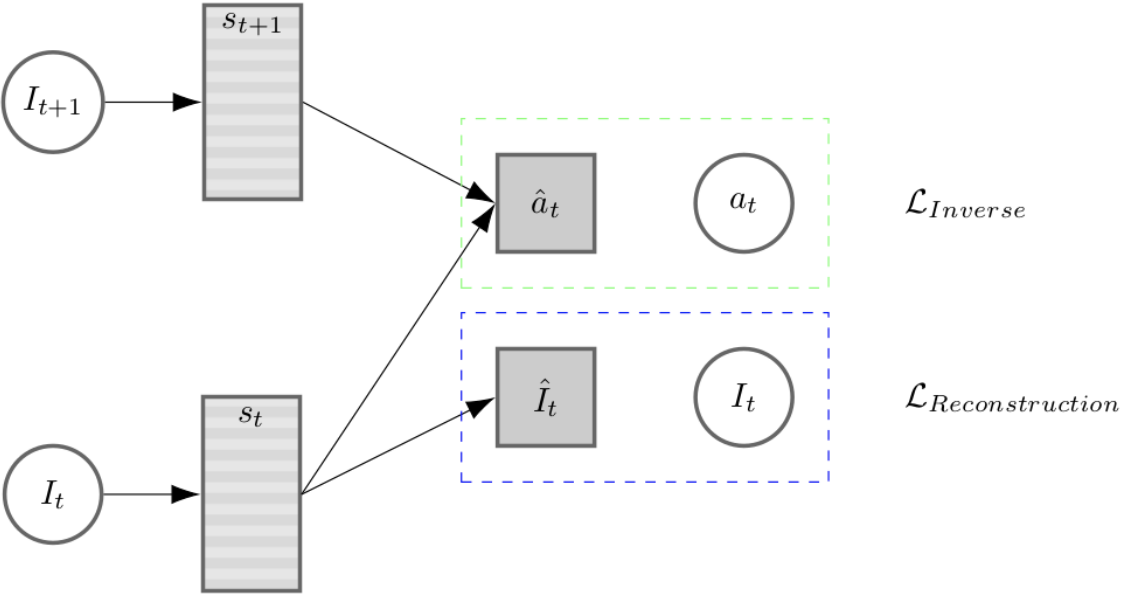 s_{t+1}
I_{t+1}
â_t
a_t
ℒ_{Inverse}
Î_t
I_t
ℒ_{Reconstruction}
s_t
I_t